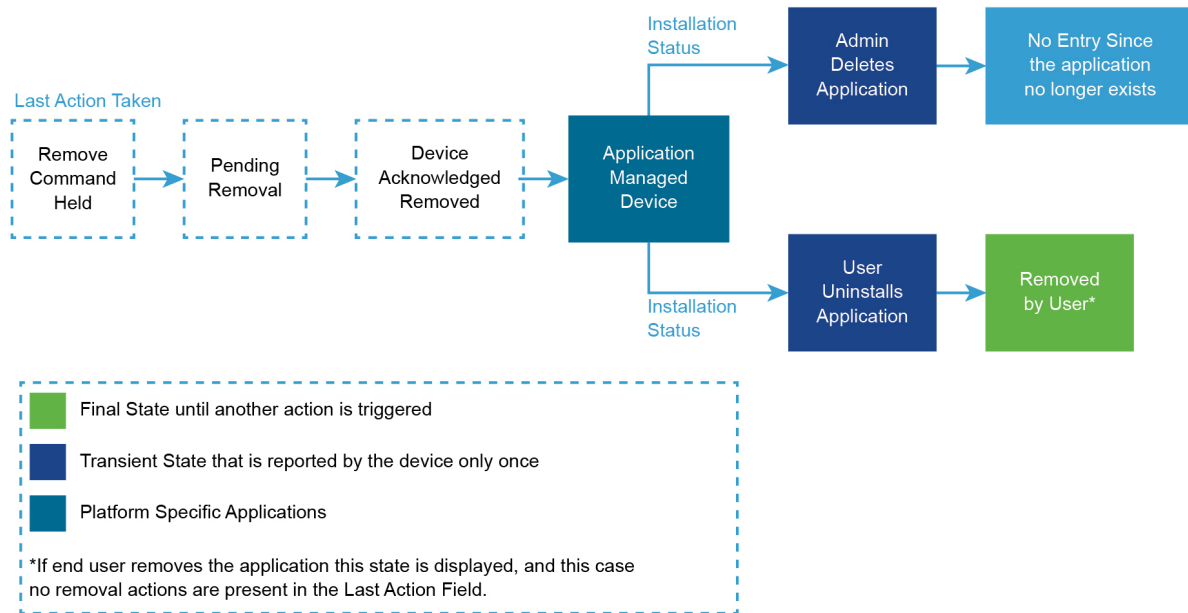 Last Action Taken
Remove
Command
Held
Pending
Removal
Device
Acknowledged
Removed
Application
Managed
Device
Installation
Status
Admin
Deletes
Application
No Entry Since
the application
no longer exists
Installation
Status
User
Uninstalls
Application
Removed
by User*
Final State until another action is triggered
Transient State that is reported by the device only once
Platform Specific Applications
*If end user removes the application this state is displayed, and this case
no removal actions are present in the Last Action Field.